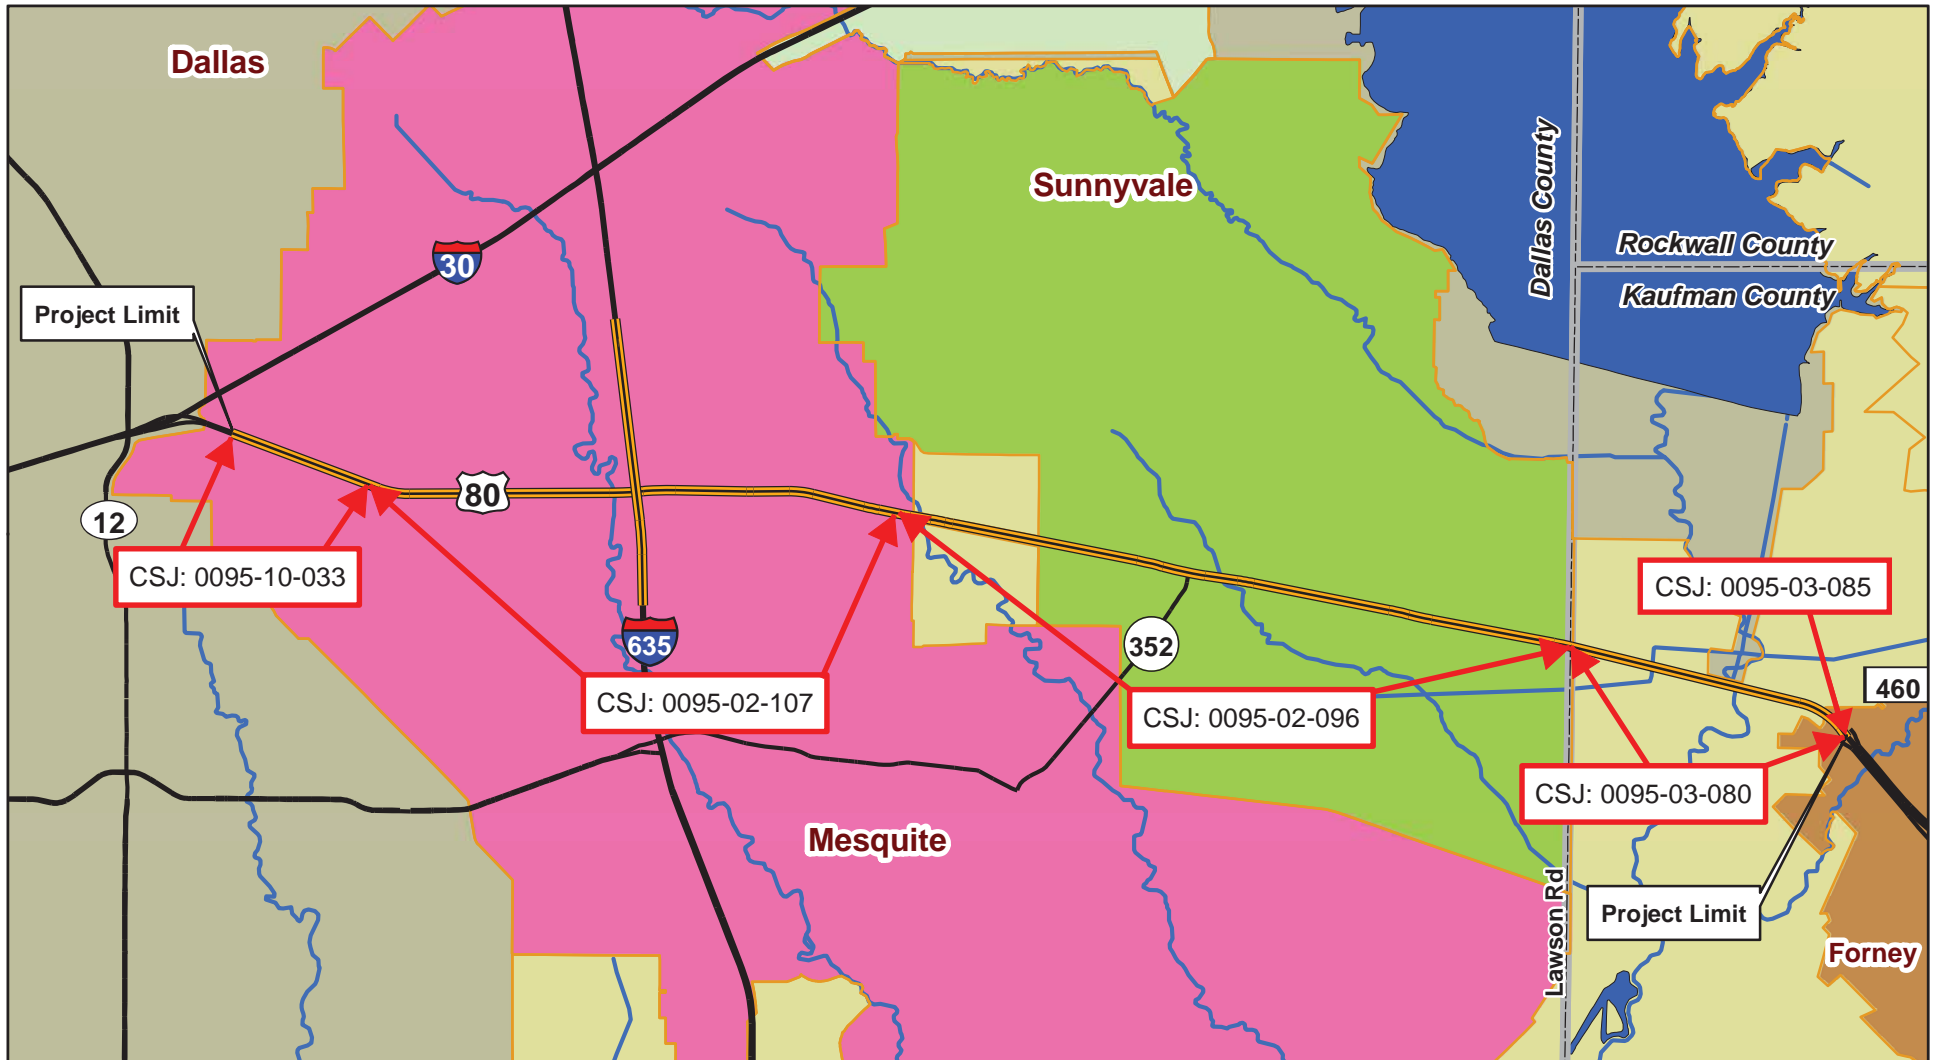 Dallas
Sunnyvale
Dallas County
Rockwall County
Kaufman County
30
Project Limit
80
12
CSJ: 0095-10-033
CSJ: 0095-03-085
635
352
460
CSJ: 0095-02-107
CSJ: 0095-02-096
CSJ: 0095-03-080
Mesquite
Lawson Rd
Project Limit
Forney